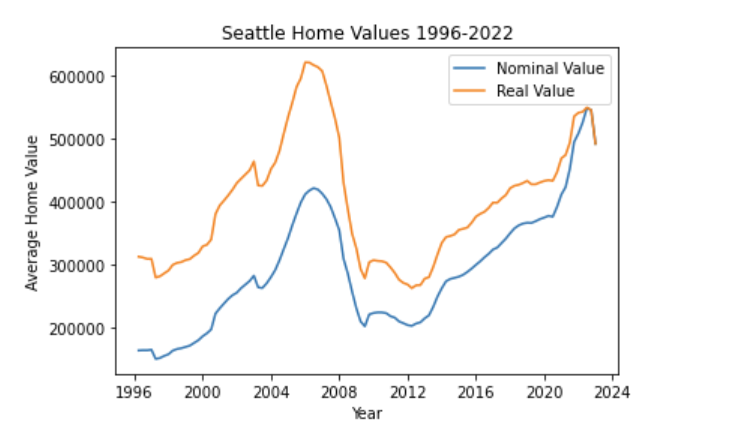 Seattle Home Values 1996-2022
Nominal Value
Real Value
600000
500000
400000
300000
200000
Average Home Value
1996 2000 2004 2008 2012 2016 2020 2024
Year